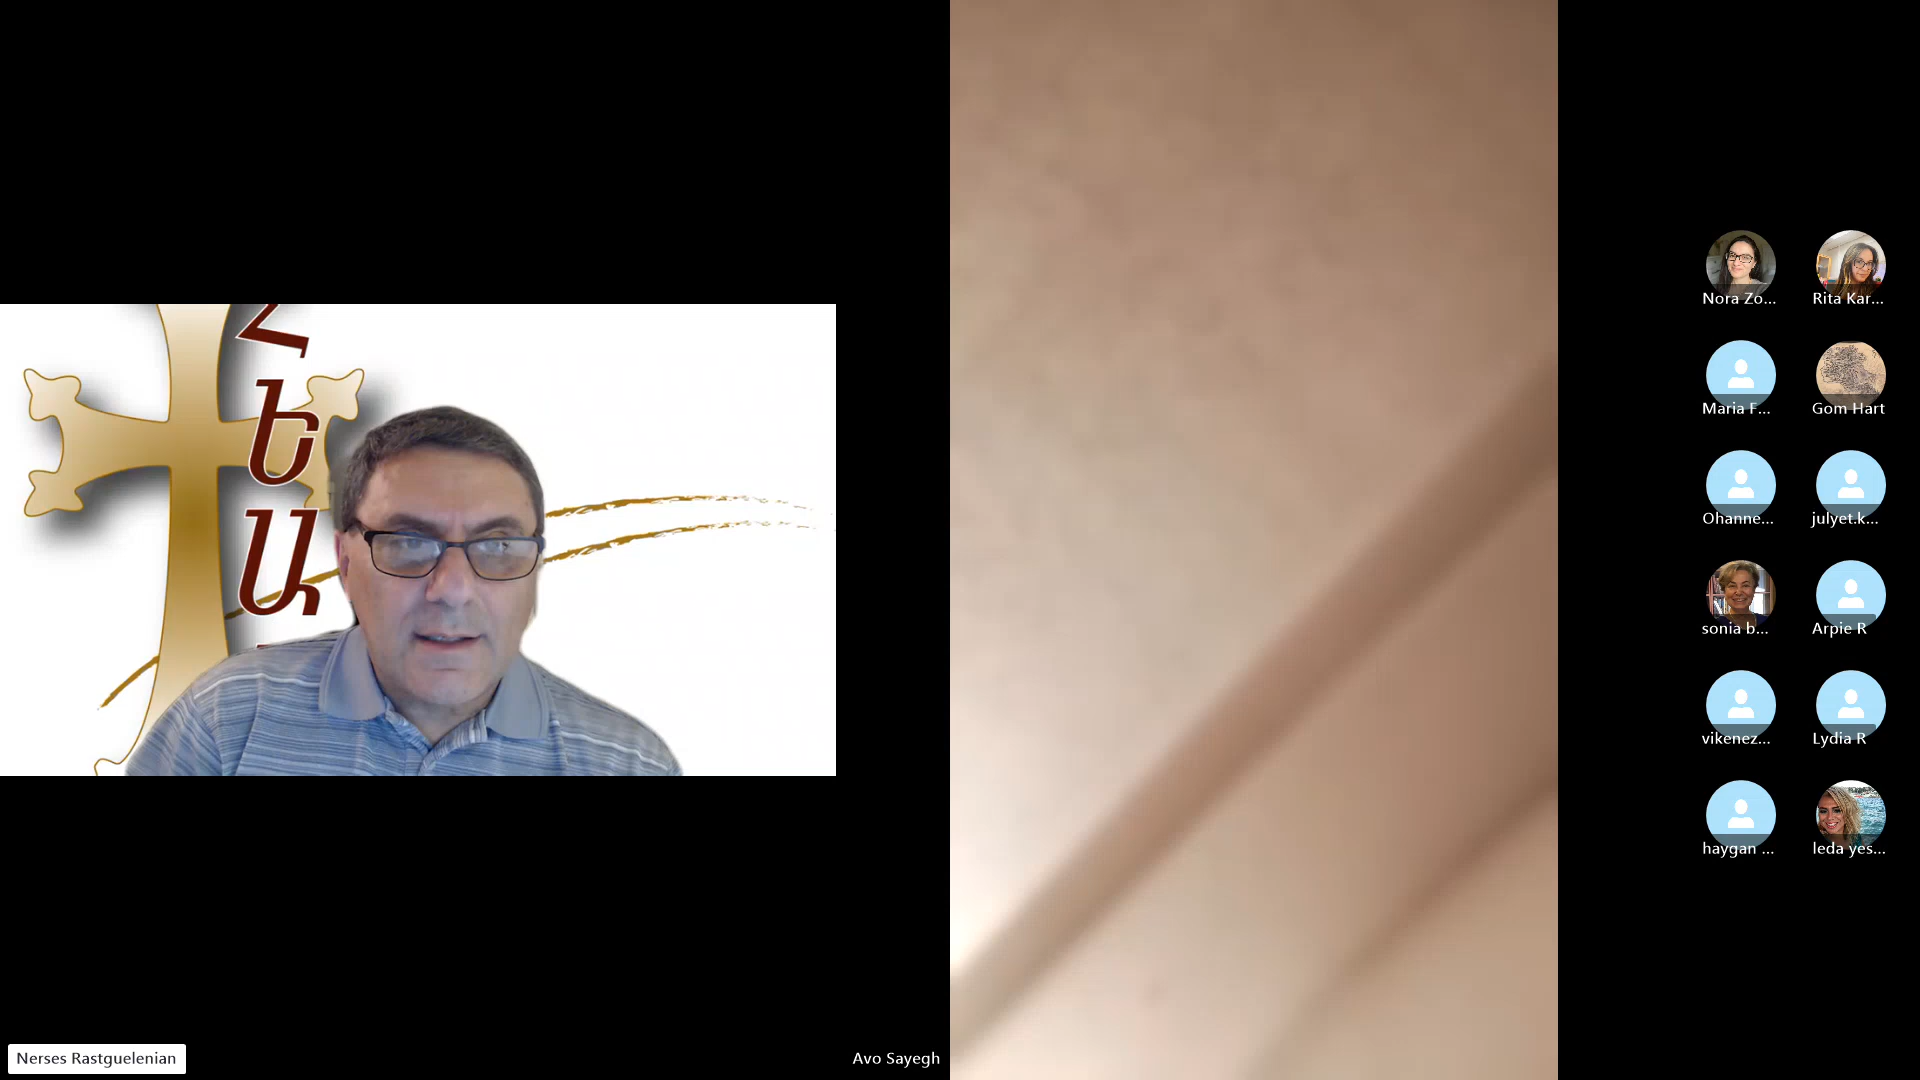 Հ
Ե
Ա
Nora Zo...
Rita Kar...
Maria F...
Gom Hart
Ohanne...
julyet.k...
sonia b...
Arpie R
vikenez...
Lydia R
haygan ...
leda yes...
Nerses Rastguelenian
Avo Sayegh